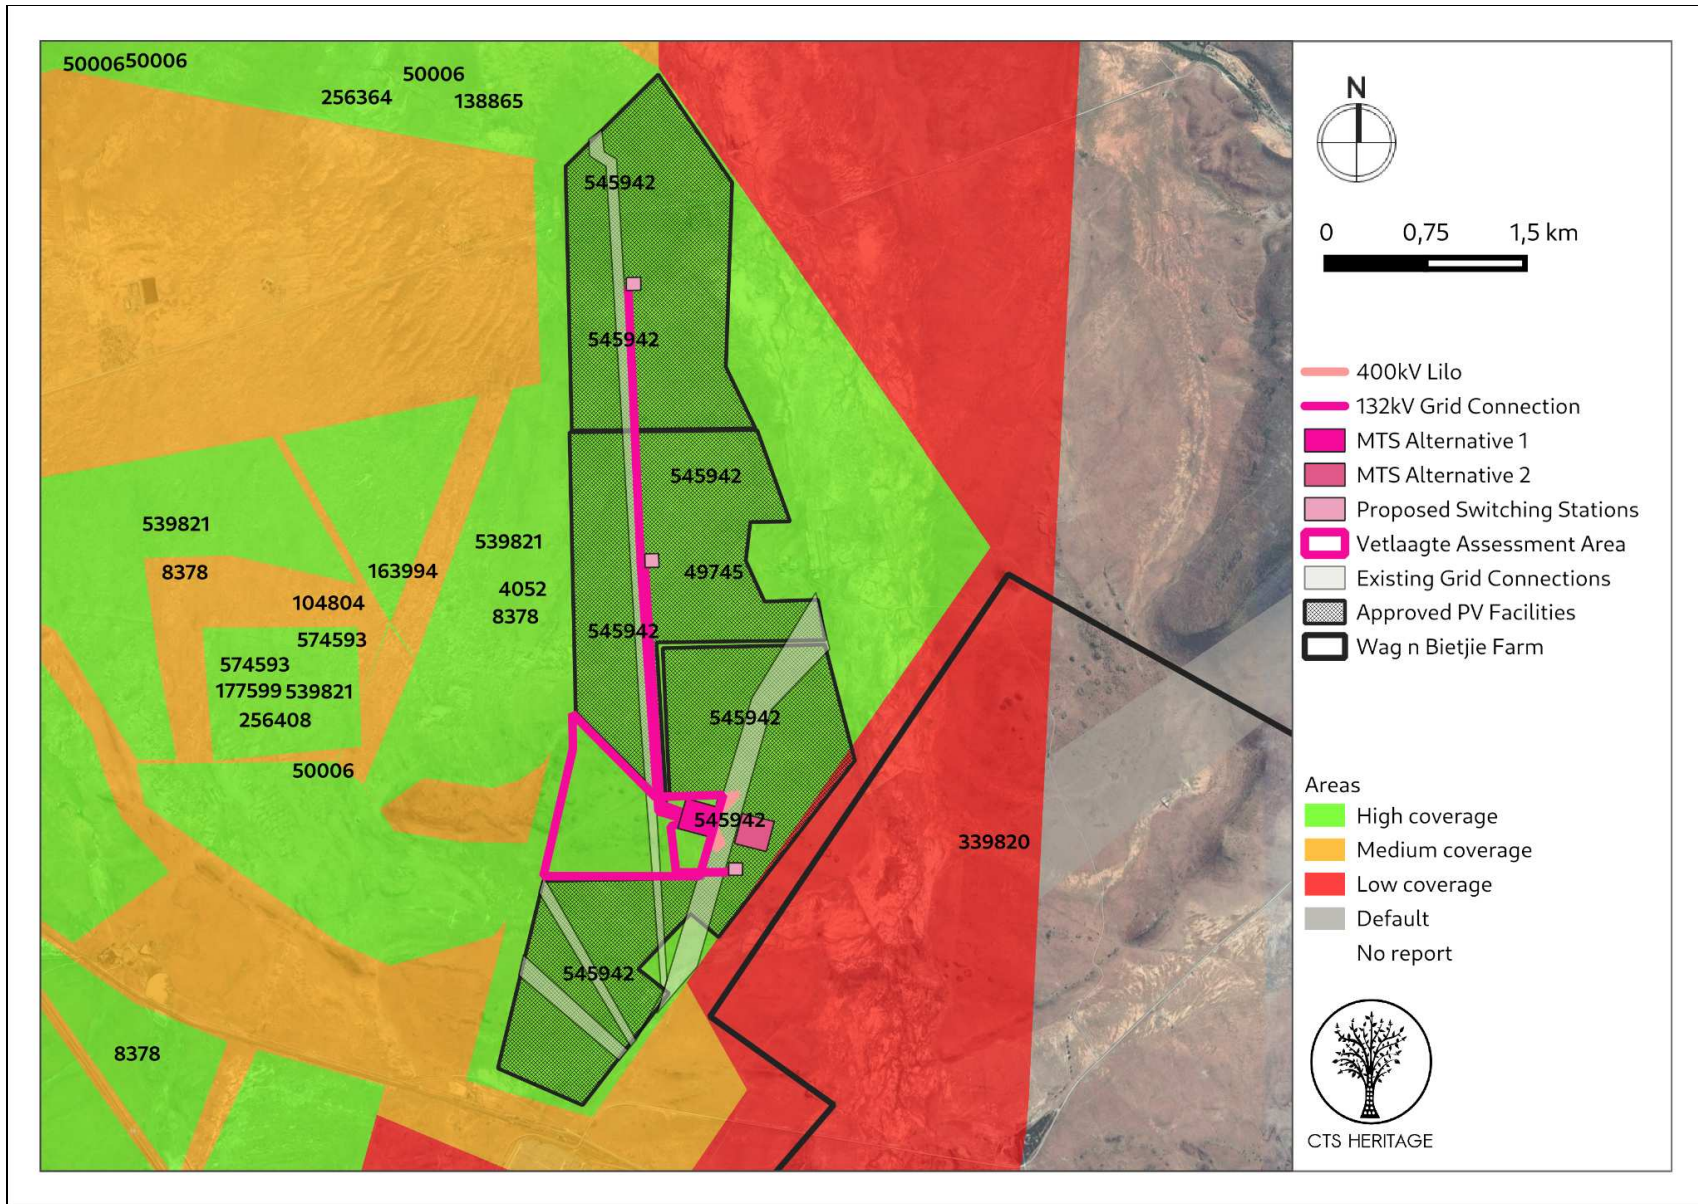 50006
50006
50006
256364
138865
545942
545942
545942
539821
539821
8378
163994
49745
4052
104804
8378
545942
574593
574593
177599
539821
256408
545942
50006
545942
339820
545942
8378
N
0 0,75 1,5 km
400kV Lilo
132kV Grid Connection
MTS Alternative 1
MTS Alternative 2
Proposed Switching Stations
Vetlaagte Assessment Area
Existing Grid Connections
Approved PV Facilities
Wag n Bietjie Farm
Areas
High coverage
Medium coverage
Low coverage
Default
No report
CTS HERITAGE